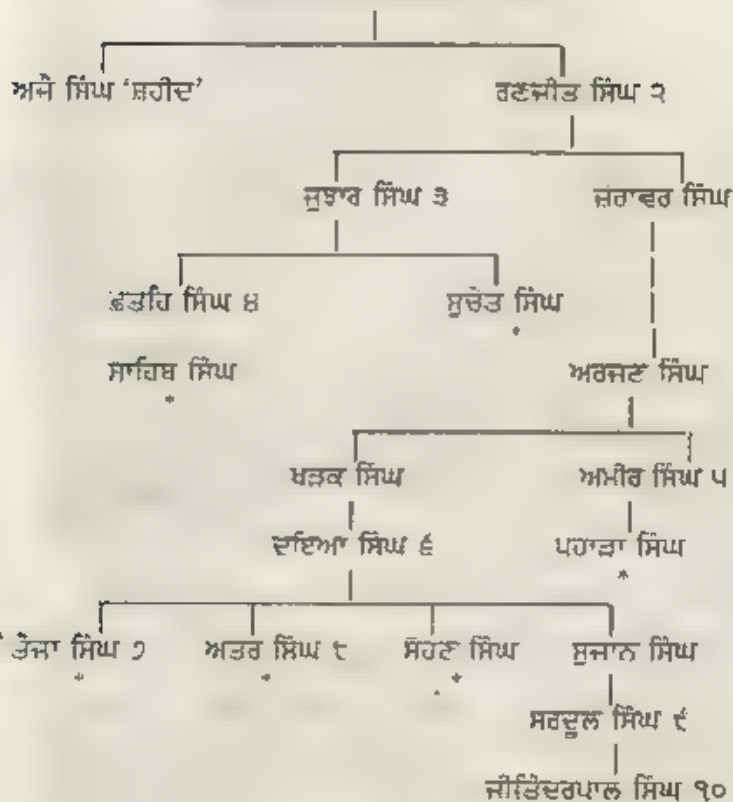 ਅਜੈ ਸਿੰਘ ‘ਸ਼ਹੀਦ’ ਰਣਜੀਤ ਸਿੰਘ ੨
ਜੁਝਾਰ ਸਿੰਘ ੩ ਜ਼ੋਰਾਵਰ ਸਿੰਘ
ਫ਼ਤਹਿ ਸਿੰਘ ੪ ਸੁਚੇਤ ਸਿੰਘ
*
ਸਾਹਿਬ ਸਿੰਘ ਅਰਜਣ ਸਿੰਘ
*
ਖੜਕ ਸਿੰਘ ਅਮੀਰ ਸਿੰਘ ੫
ਦਇਆ ਸਿੰਘ ੬ ਪਹਾੜਾ ਸਿੰਘ
*
ਤੇਜਾ ਸਿੰਘ ੭ ਅਤਰ ਸਿੰਘ ੮ ਸੋਹਣ ਸਿੰਘ ਸੁਜਾਨ ਸਿੰਘ
* * *
ਸਰਦੂਲ ਸਿੰਘ ੯
ਜੀਤਿੰਦਰਪਾਲ ਸਿੰਘ ੧੦